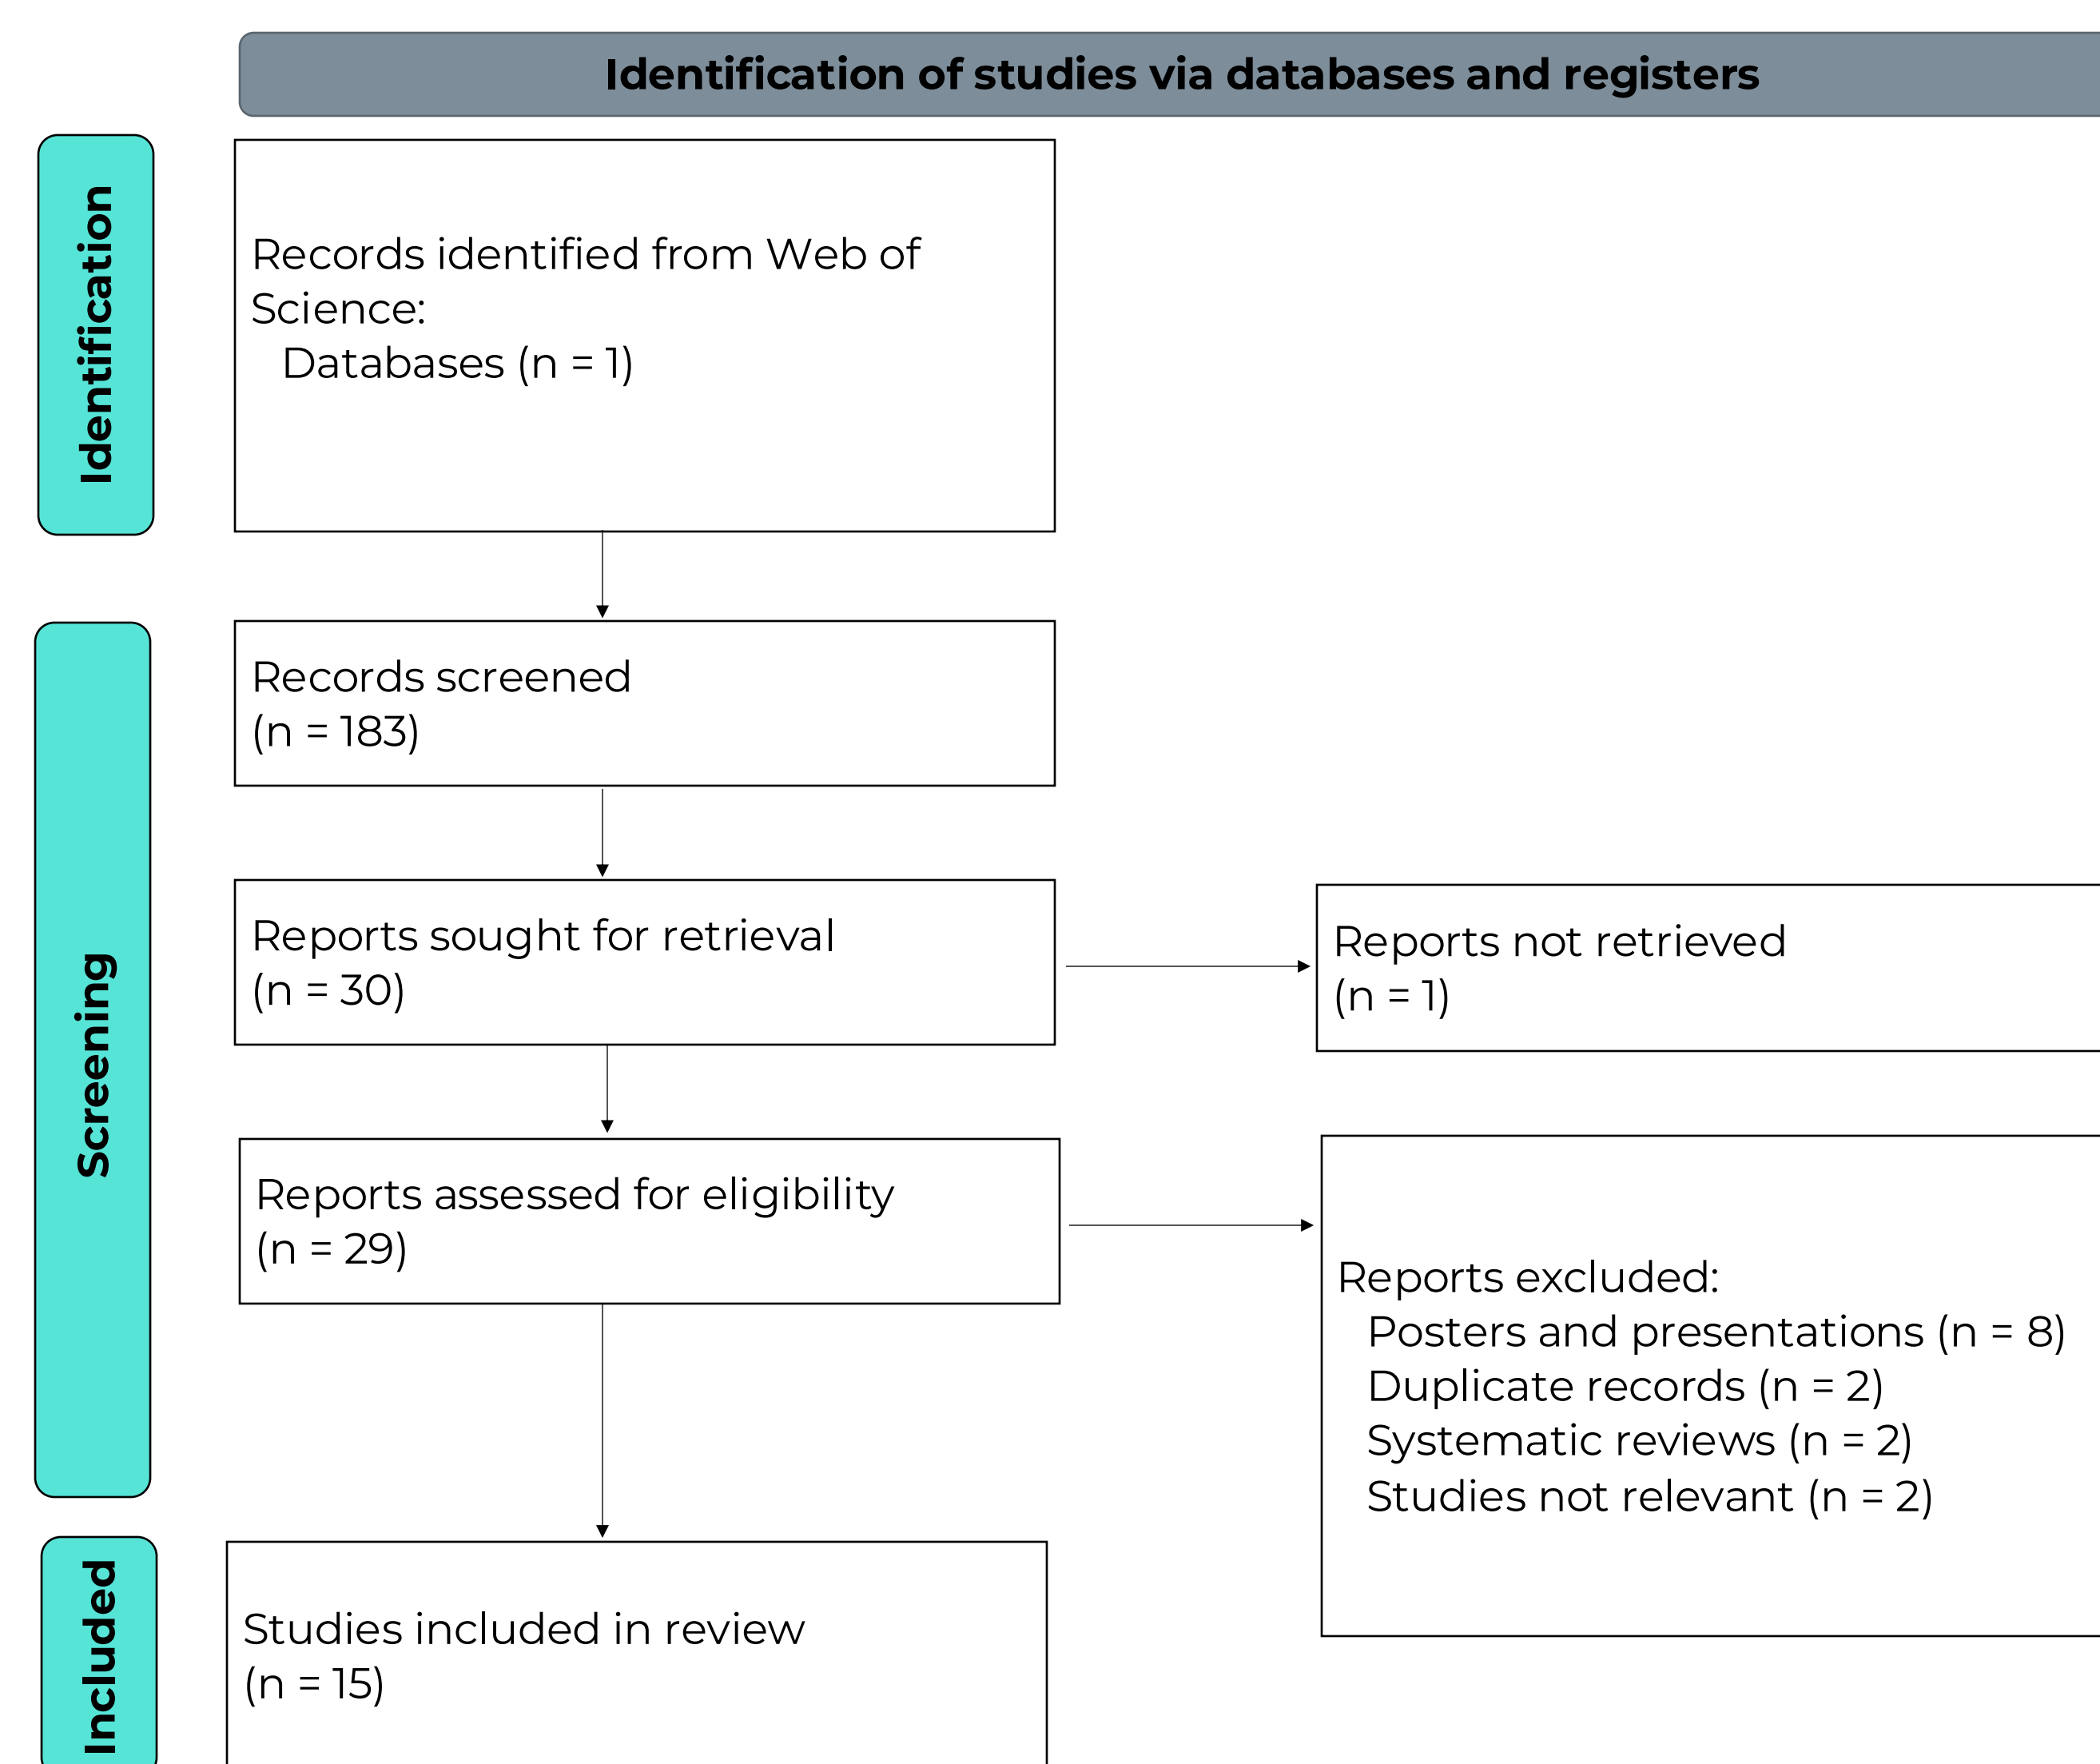 Identification of studies via databases and registers
Identification
Records identified from Web of
Science:
Databases (n = 1)
Screening
Records screened
(n = 183)
Reports sought for retrieval
(n = 30)
Reports not retrieved
(n = 1)
Reports assessed for eligibility
(n = 29)
Reports excluded:
Posters and presentations (n = 8)
Duplicate records (n = 2)
Systematic reviews (n = 2)
Studies not relevant (n = 2)
Included
Studies included in review
(n = 15)